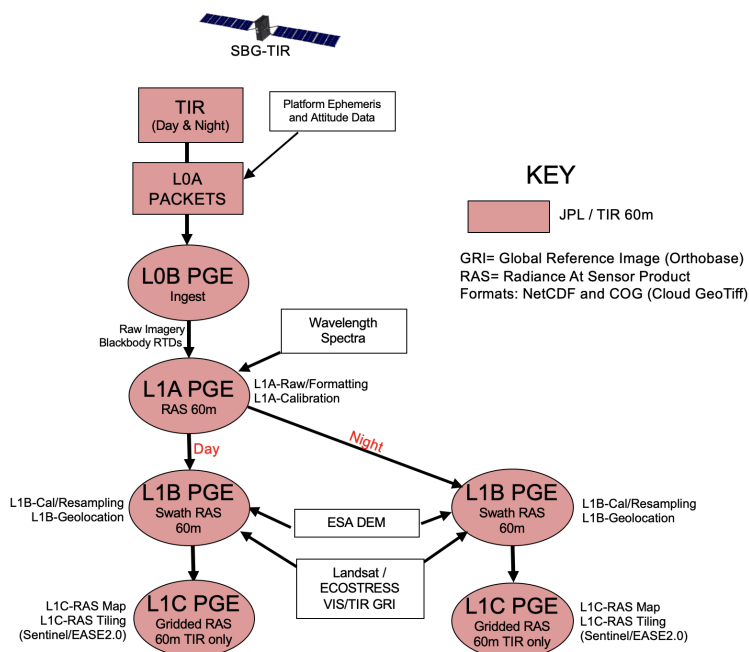 SBG-TIR
TIR
(Day & Night)
Platform Ephemeris
and Attitude Data
L0A
PACKETS
KEY
JPL / TIR 60m
GRI= Global Reference Image (Orthobase)
RAS= Radiance At Sensor Product
Formats: NetCDF and COG (Cloud GeoTiff)
L0B PGE
Ingest
Raw Imagery
Blackbody RTDs
Wavelength
Spectra
L1A PGE
RAS 60m
L1A-Raw/Formatting
L1A-Calibration
Day
Night
L1B-Cal/Resampling
L1B-Geolocation
L1B PGE
Swath RAS
60m
ESA DEM
L1B PGE
Swath RAS
60m
L1B-Cal/Resampling
L1B-Geolocation
Landsat /
ECOSTRESS
VIS/TIR GRI
L1C-RAS Map
L1C-RAS Tiling
(Sentinel/EASE2.0)
L1C PGE
Gridded RAS
60m TIR only
L1C PGE
Gridded RAS
60m TIR only
L1C-RAS Map
L1C-RAS Tiling
(Sentinel/EASE2.0)